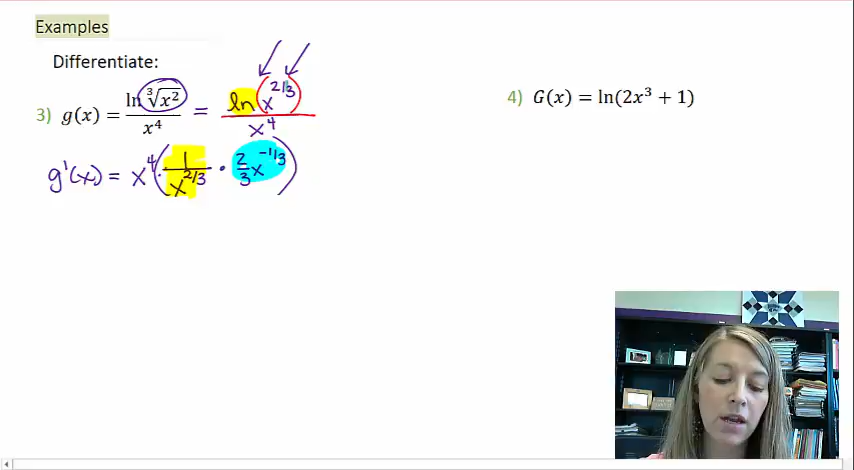 Examples
Differentiate:
3) g(x) = ln ∛x² / x⁴ = ln(x^2/3) / x⁴
g'(x) = x⁴·(1/x^2/3 · 2/3 x^-1/3)
4) G(x) = ln(2x³ + 1)